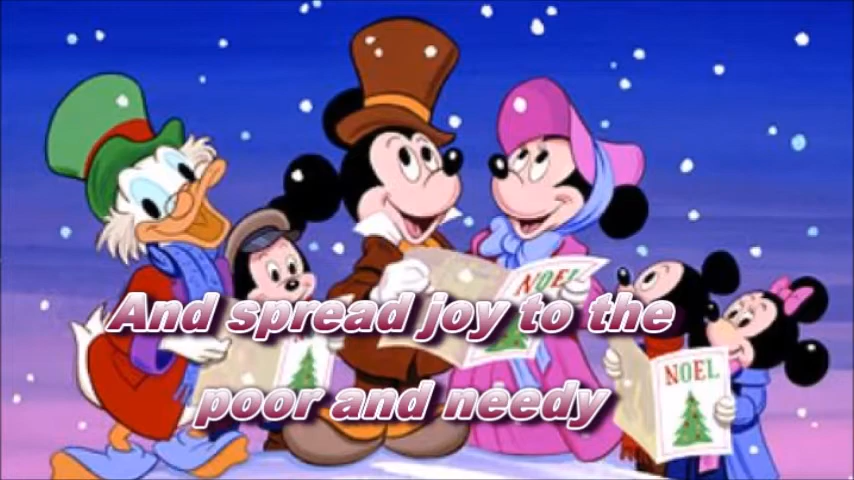 NOEL
And spread joy to the
poor and needy
NOEL